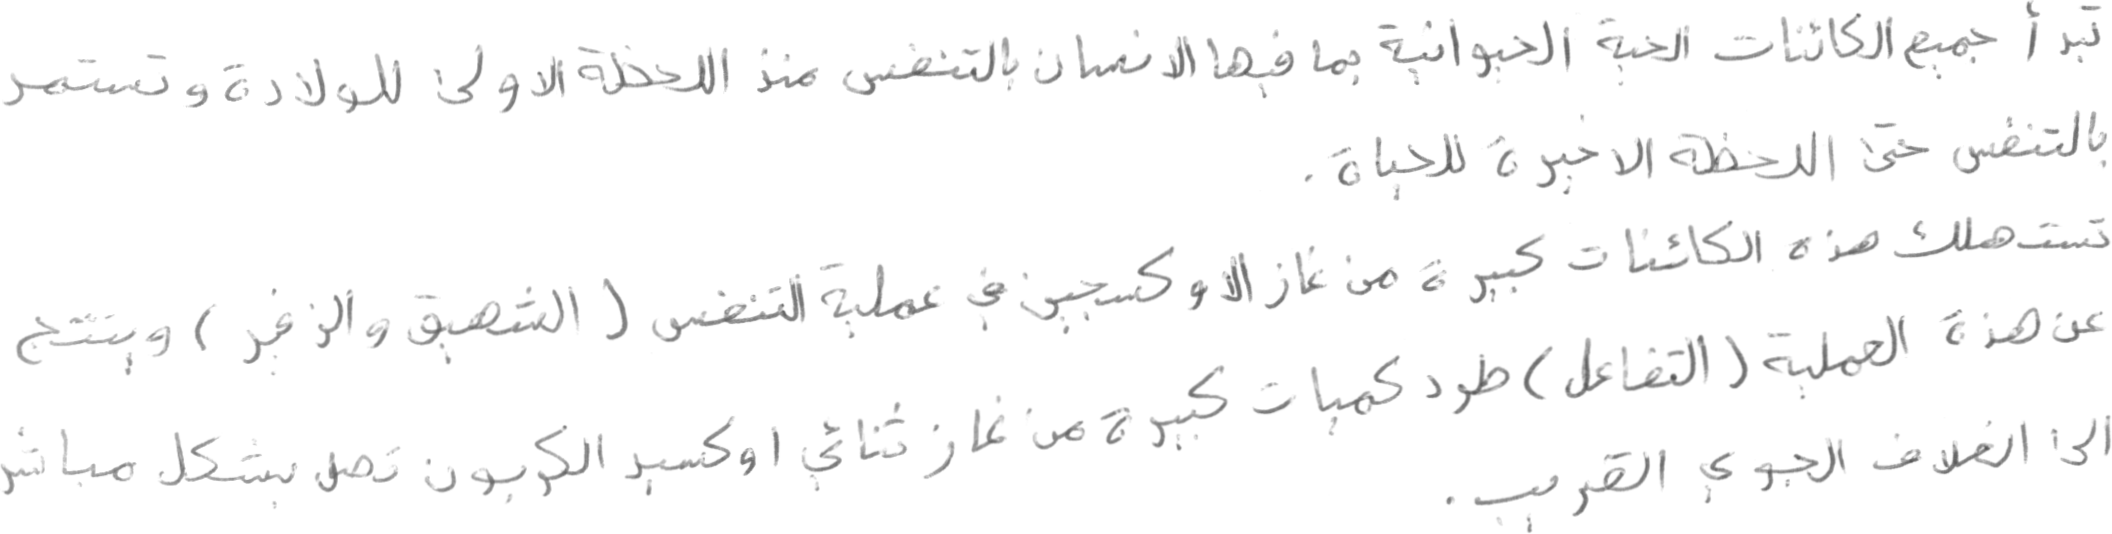 تبدأ جميع الكائنات الحية الحيوانية بما فيها الانسان بالتنفس منذ اللحظة الاولى للولادة وتستمر
بالتنفس حتى اللحظة الاخيرة للحياة .
تستهلك هذه الكائنات كبيرة من غاز الاوكسجين في عملية التنفس ( الشهيق والزفير ) وينتج
عن هذة العملية ( التفاعل ) طرد كميات كبيرة من غاز ثنائي اوكسيد الكربون تصل بشكل مباشر
الى الغلاف الجوي القريب .